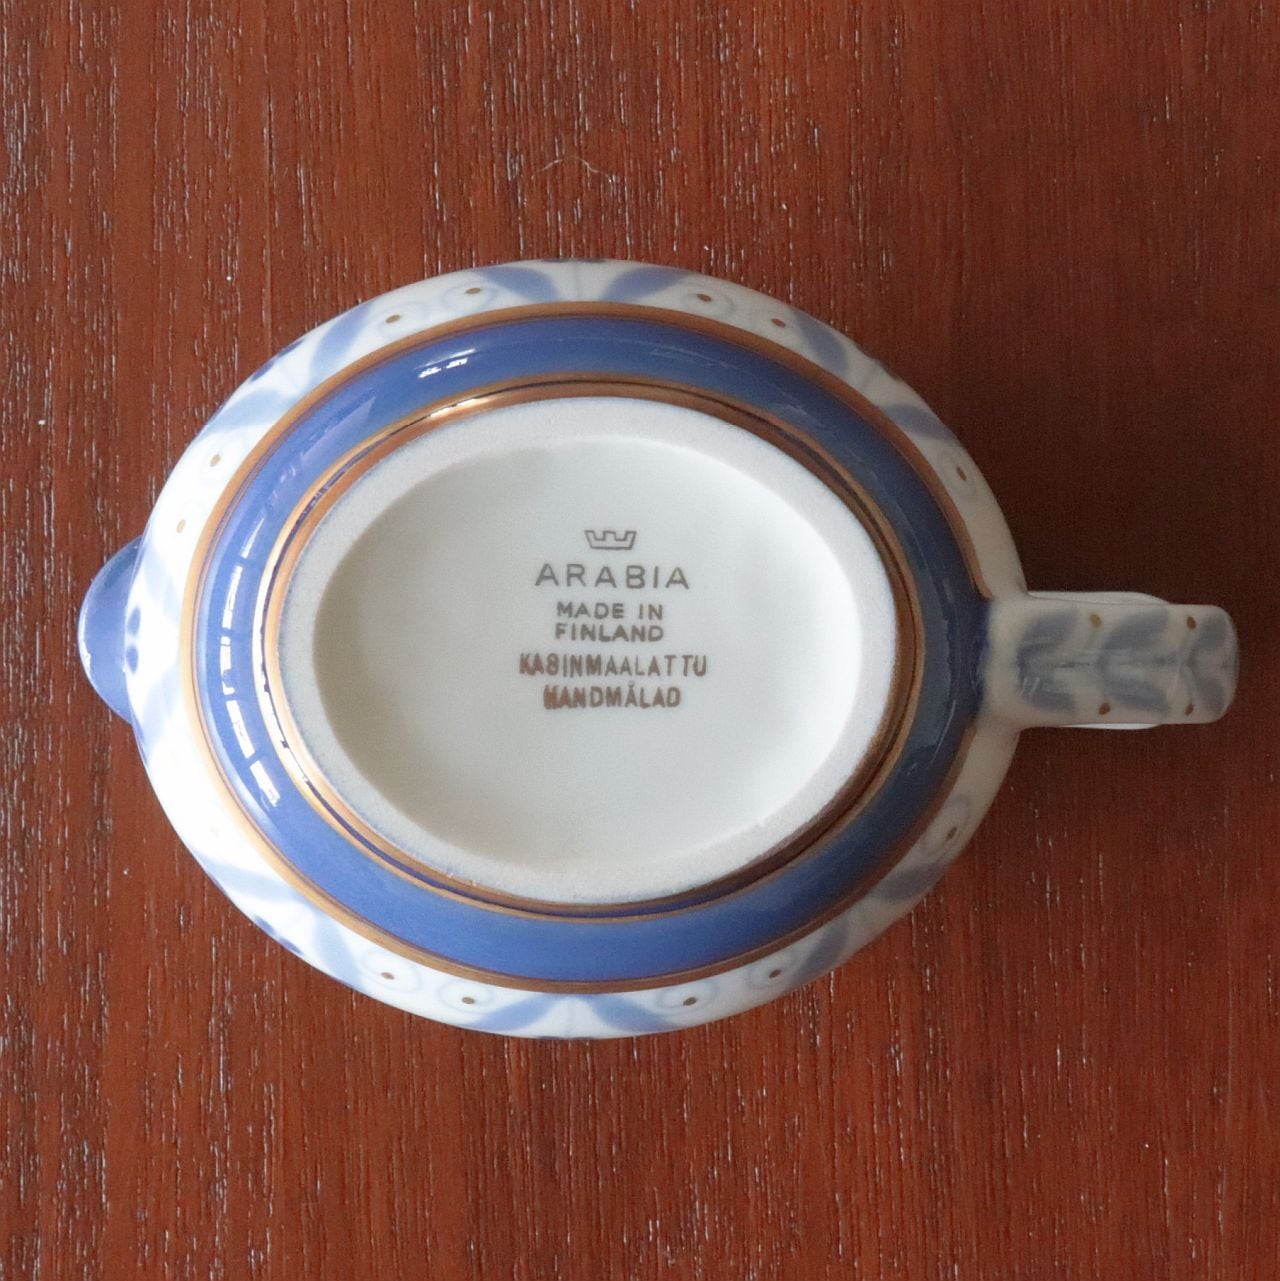 ARABIA
MADE IN
FINLAND
KÄSINMAALATTU
HANDMÅLAD